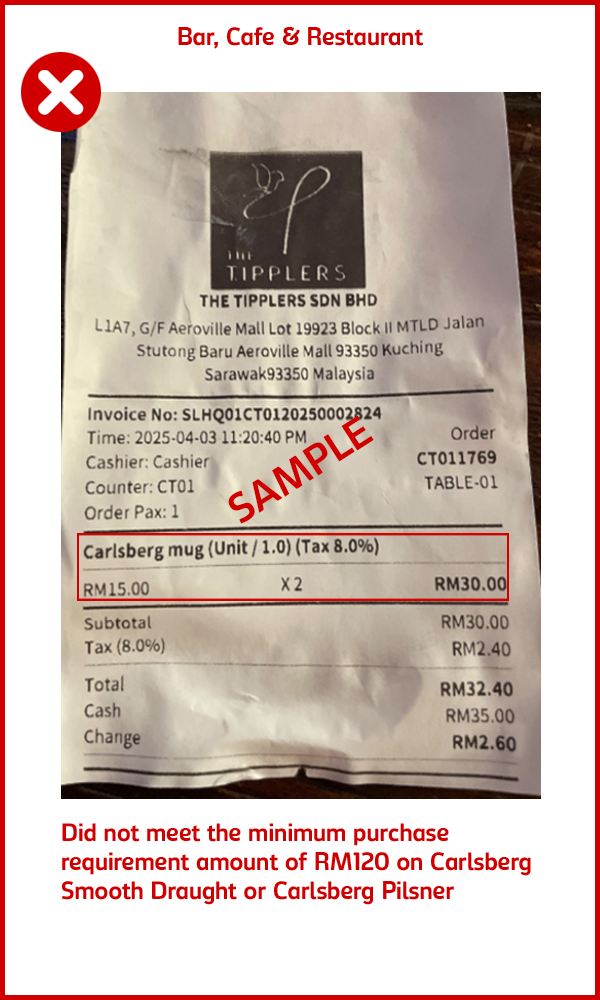 Bar, Cafe & Restaurant
THE
TIPPLERS
THE TIPPLERS SDN BHD
L1A7, G/F Aeroville Mall Lot 19923 Block II MTLD Jalan
Stutong Baru Aeroville Mall 93350 Kuching
Sarawak93350 Malaysia
Invoice No: SLHQ01CT0120250002824
Time: 2025-04-03 11:20:40 PM Order
Cashier: Cashier CT011769
Counter: CT01 TABLE-01
Order Pax: 1
SAMPLE
Carlsberg mug (Unit / 1.0) (Tax 8.0%)
RM15.00 X 2 RM30.00
Subtotal RM30.00
Tax (8.0%) RM2.40
Total RM32.40
Cash RM35.00
Change RM2.60
Did not meet the minimum purchase
requirement amount of RM120 on Carlsberg
Smooth Draught or Carlsberg Pilsner